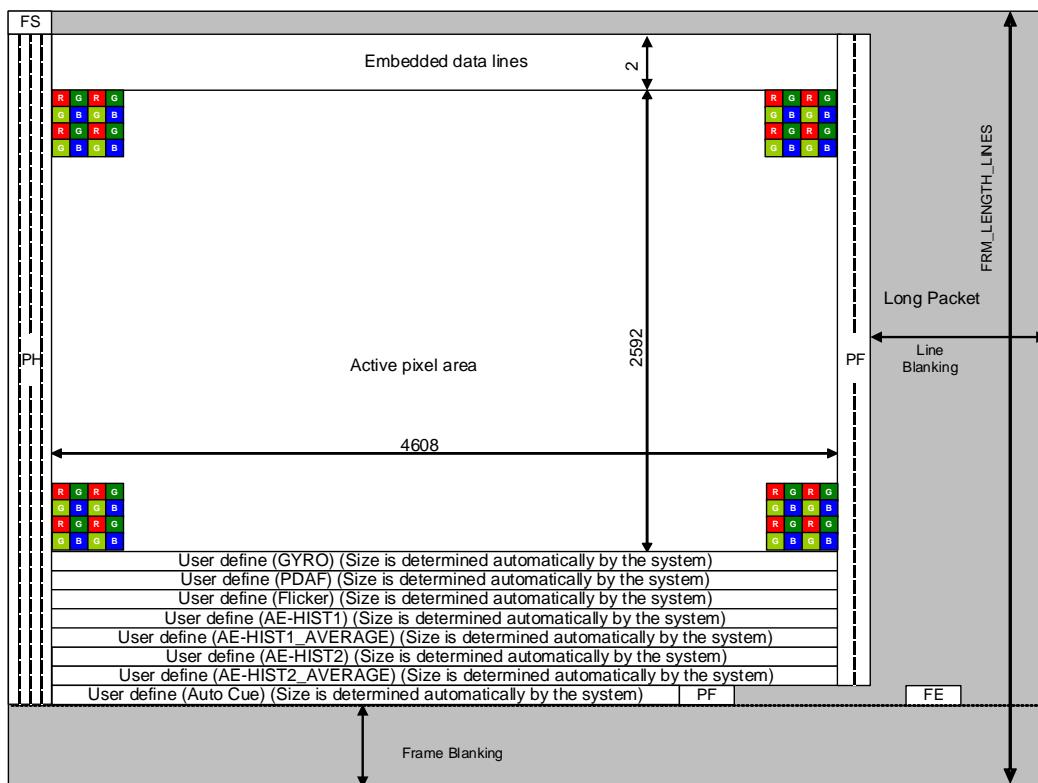 FS
Embedded data lines
2
R G R G
G B G B
R G R G
G B G B
R G R G
G B G B
R G R G
G B G B
FRM_LENGTH_LINES
Long Packet
2592
PH
Active pixel area
PF
Line
Blanking
4608
R G R G
G B G B
R G R G
G B G B
R G R G
G B G B
R G R G
G B G B
User define (GYRO) (Size is determined automatically by the system)
User define (PDAF) (Size is determined automatically by the system)
User define (Flicker) (Size is determined automatically by the system)
User define (AE-HIST1) (Size is determined automatically by the system)
User define (AE-HIST1_AVERAGE) (Size is determined automatically by the system)
User define (AE-HIST2) (Size is determined automatically by the system)
User define (AE-HIST2_AVERAGE) (Size is determined automatically by the system)
User define (Auto Cue) (Size is determined automatically by the system)
PF
FE
Frame Blanking